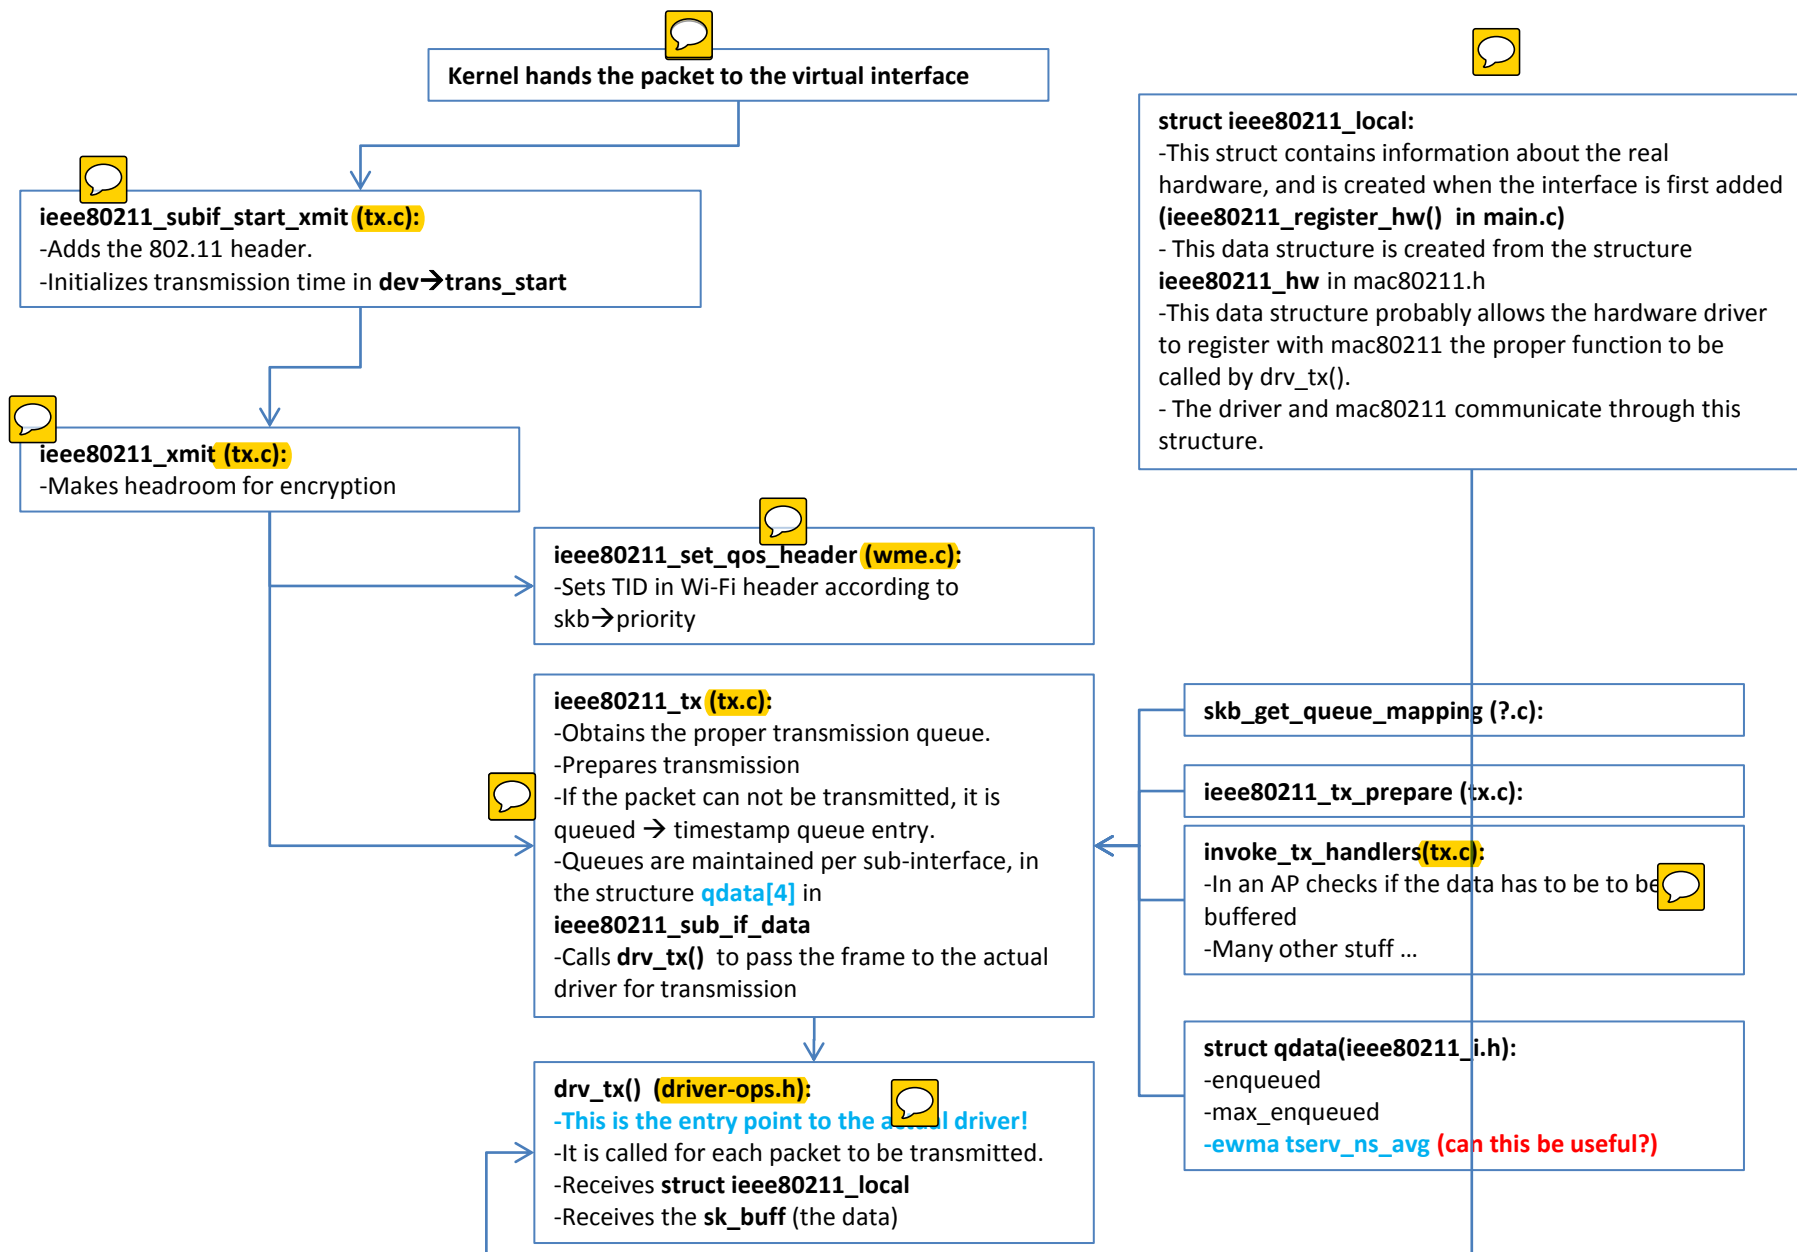 Kernel hands the packet to the virtual interface
ieee80211_subif_start_xmit (tx.c):
-Adds the 802.11 header.
-Initializes transmission time in dev→trans_start
ieee80211_xmit (tx.c):
-Makes headroom for encryption
ieee80211_set_qos_header (wme.c):
-Sets TID in Wi-Fi header according to
skb→priority
ieee80211_tx (tx.c):
-Obtains the proper transmission queue.
-Prepares transmission
-If the packet can not be transmitted, it is
queued → timestamp queue entry.
-Queues are maintained per sub-interface, in
the structure qdata[4] in
ieee80211_sub_if_data
-Calls drv_tx() to pass the frame to the actual
driver for transmission
drv_tx() (driver-ops.h):
-This is the entry point to the actual driver!
-It is called for each packet to be transmitted.
-Receives struct ieee80211_local
-Receives the sk_buff (the data)
struct ieee80211_local:
-This struct contains information about the real
hardware, and is created when the interface is first added
(ieee80211_register_hw() in main.c)
- This data structure is created from the structure
ieee80211_hw in mac80211.h
-This data structure probably allows the hardware driver
to register with mac80211 the proper function to be
called by drv_tx().
- The driver and mac80211 communicate through this
structure.
skb_get_queue_mapping (?.c):
ieee80211_tx_prepare (tx.c):
invoke_tx_handlers(tx.c):
-In an AP checks if the data has to be to be
buffered
-Many other stuff ...
struct qdata(ieee80211_i.h):
-enqueued
-max_enqueued
-ewma tserv_ns_avg (can this be useful?)